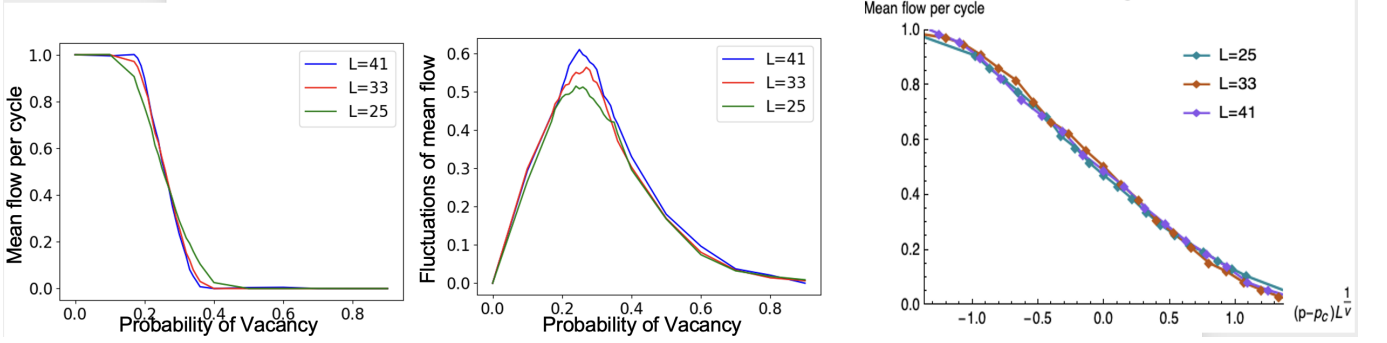 Mean flow per cycle
1.0
0.8
0.6
0.4
0.2
0.0
0.0 0.2 0.4 0.6 0.8
Probability of Vacancy
L=41
L=33
L=25
Fluctuations of mean flow
0.6
0.5
0.4
0.3
0.2
0.1
0.0
0.0 0.2 0.4 0.6 0.8
Probability of Vacancy
L=41
L=33
L=25
Mean flow per cycle
1.0
0.8
0.6
0.4
0.2
0.0
−1.0 −0.5 0.0 0.5 1.0
(p−p_c)L^{1/ν}
L=25
L=33
L=41